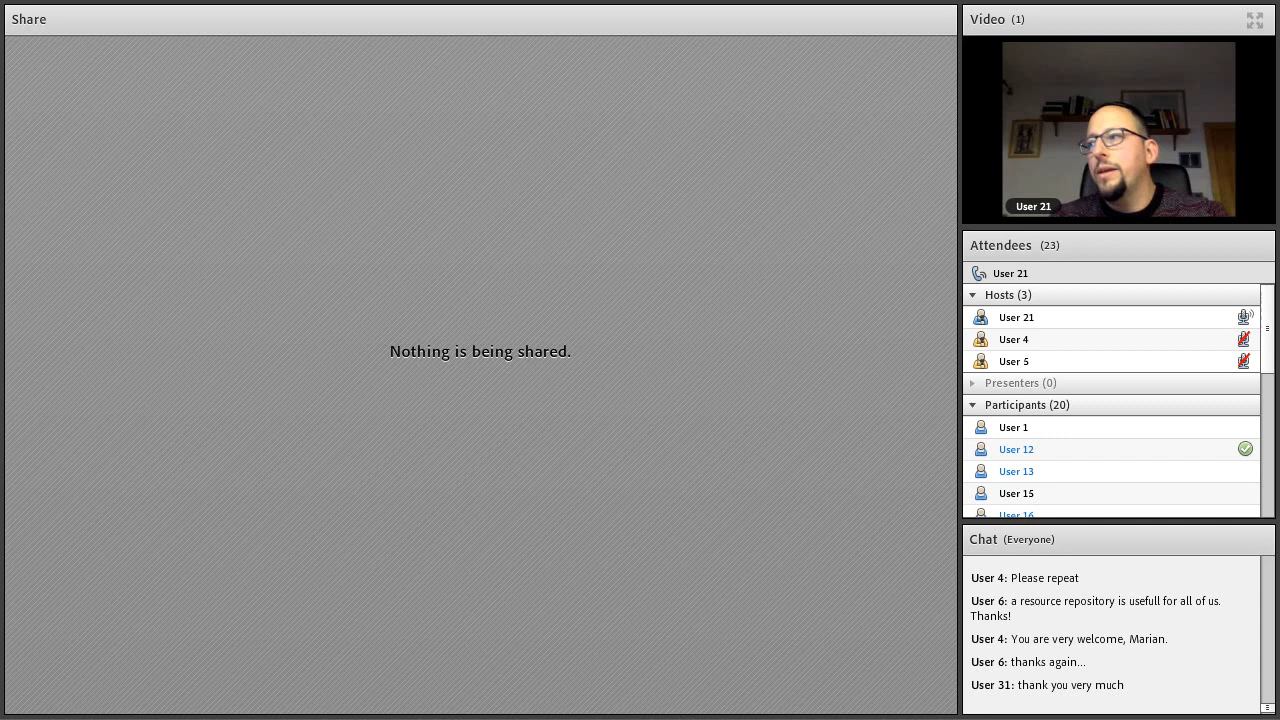 Share
Nothing is being shared.
Video (1)
User 21
Attendees (23)
User 21
Hosts (3)
User 21
User 4
User 5
Presenters (0)
Participants (20)
User 1
User 12
User 13
User 15
User 16
Chat (Everyone)
User 4: Please repeat
User 6: a resource repository is usefull for all of us.
Thanks!
User 4: You are very welcome, Marian.
User 6: thanks again...
User 31: thank you very much